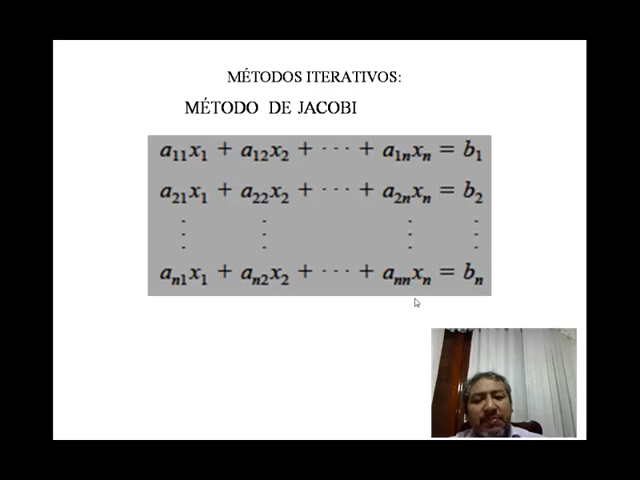 MÉTODOS ITERATIVOS:
MÉTODO DE JACOBI
a₁₁x₁ + a₁₂x₂ + ··· + a₁ₙxₙ = b₁
a₂₁x₁ + a₂₂x₂ + ··· + a₂ₙxₙ = b₂
⋮ ⋮ ⋮ ⋮
aₙ₁x₁ + aₙ₂x₂ + ··· + aₙₙxₙ = bₙ